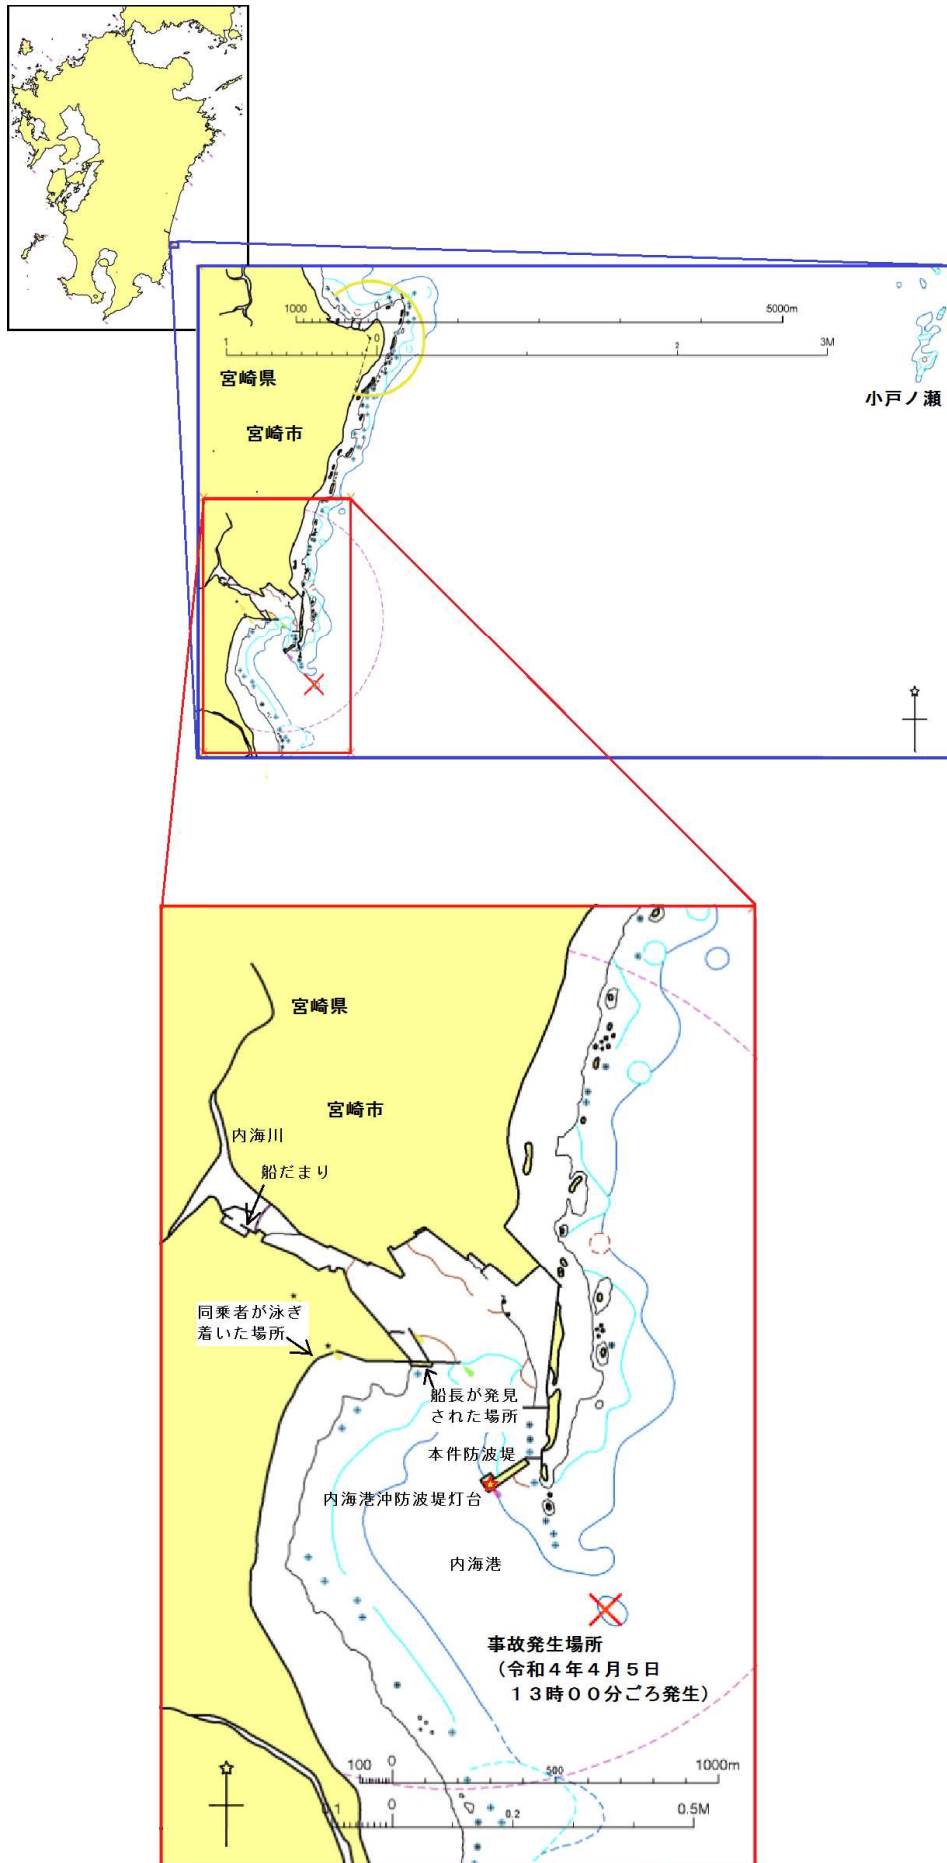 1000
0
5000m
1
0
2
3M
宮崎県
小戸ノ瀬
宮崎市
宮崎県
宮崎市
内海川
船だまり
同乗者が泳ぎ
着いた場所
船長が発見
された場所
本件防波堤
内海港沖防波堤灯台
内海港
事故発生場所
(令和4年4月5日
13時00分ごろ発生)
100
0
500
1000m
0.1
0
0.2
0.5M